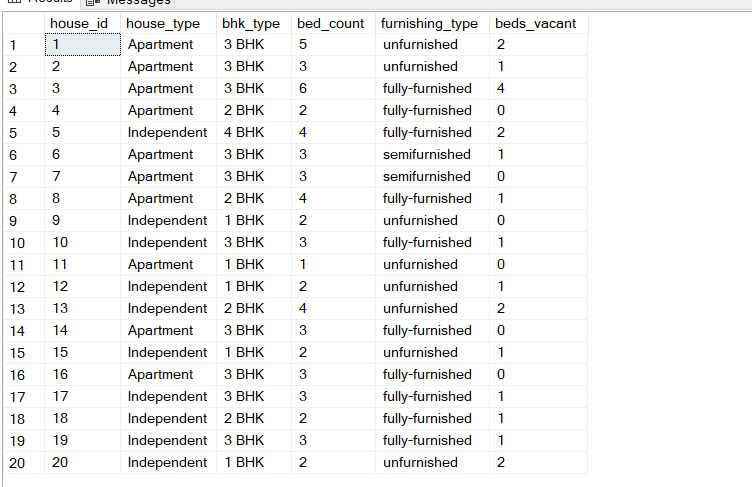 Results Messages
house_id house_type bhk_type bed_count furnishing_type beds_vacant
1 1 Apartment 3 BHK 5 unfurnished 2
2 2 Apartment 3 BHK 3 unfurnished 1
3 3 Apartment 3 BHK 6 fully-furnished 4
4 4 Apartment 2 BHK 2 fully-furnished 0
5 5 Independent 4 BHK 4 fully-furnished 2
6 6 Apartment 3 BHK 3 semifurnished 1
7 7 Apartment 3 BHK 3 semifurnished 0
8 8 Apartment 2 BHK 4 fully-furnished 1
9 9 Independent 1 BHK 2 unfurnished 0
10 10 Independent 3 BHK 3 fully-furnished 1
11 11 Apartment 1 BHK 1 unfurnished 0
12 12 Independent 1 BHK 2 unfurnished 1
13 13 Independent 2 BHK 4 unfurnished 2
14 14 Apartment 3 BHK 3 fully-furnished 0
15 15 Independent 1 BHK 2 unfurnished 1
16 16 Apartment 3 BHK 3 fully-furnished 0
17 17 Independent 3 BHK 3 fully-furnished 1
18 18 Independent 2 BHK 2 fully-furnished 1
19 19 Independent 3 BHK 3 fully-furnished 1
20 20 Independent 1 BHK 2 unfurnished 2